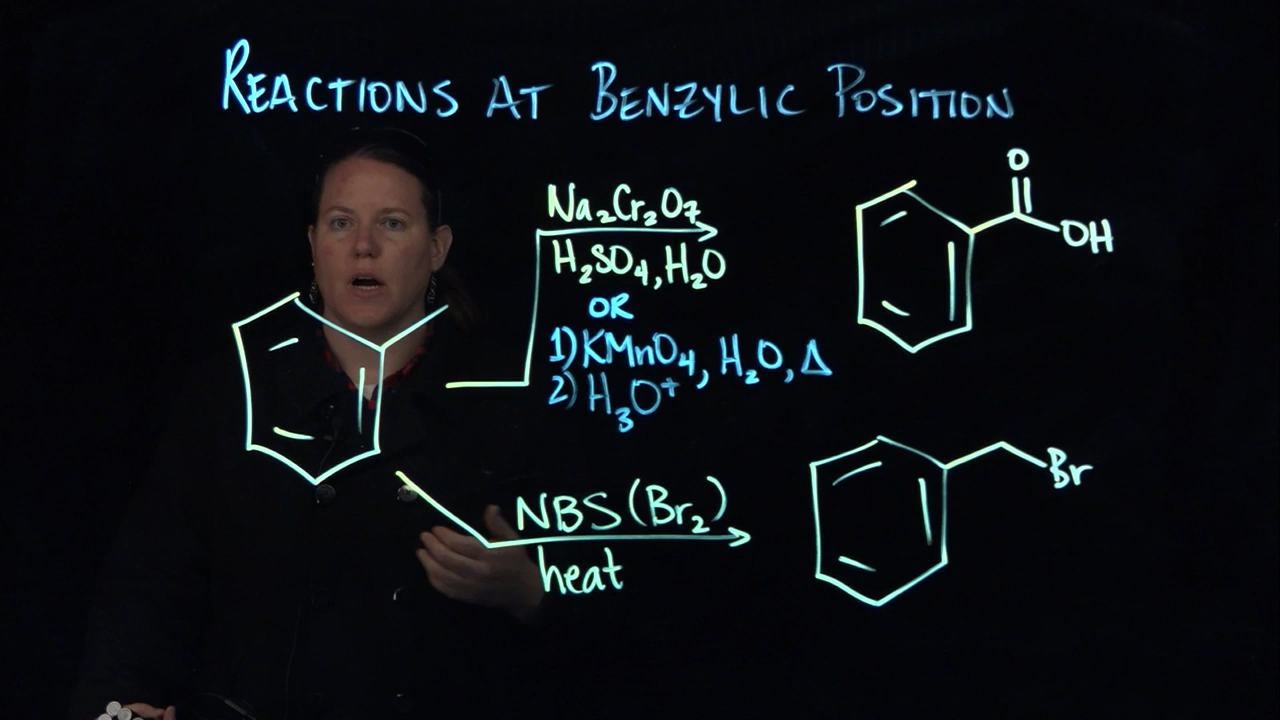 REACTIONS AT BENZYLIC POSITION
Na₂Cr₂O₇
H₂SO₄, H₂O
OR
1) KMnO₄, H₂O, Δ
2) H₃O⁺
O
OH
NBS (Br₂)
heat
Br